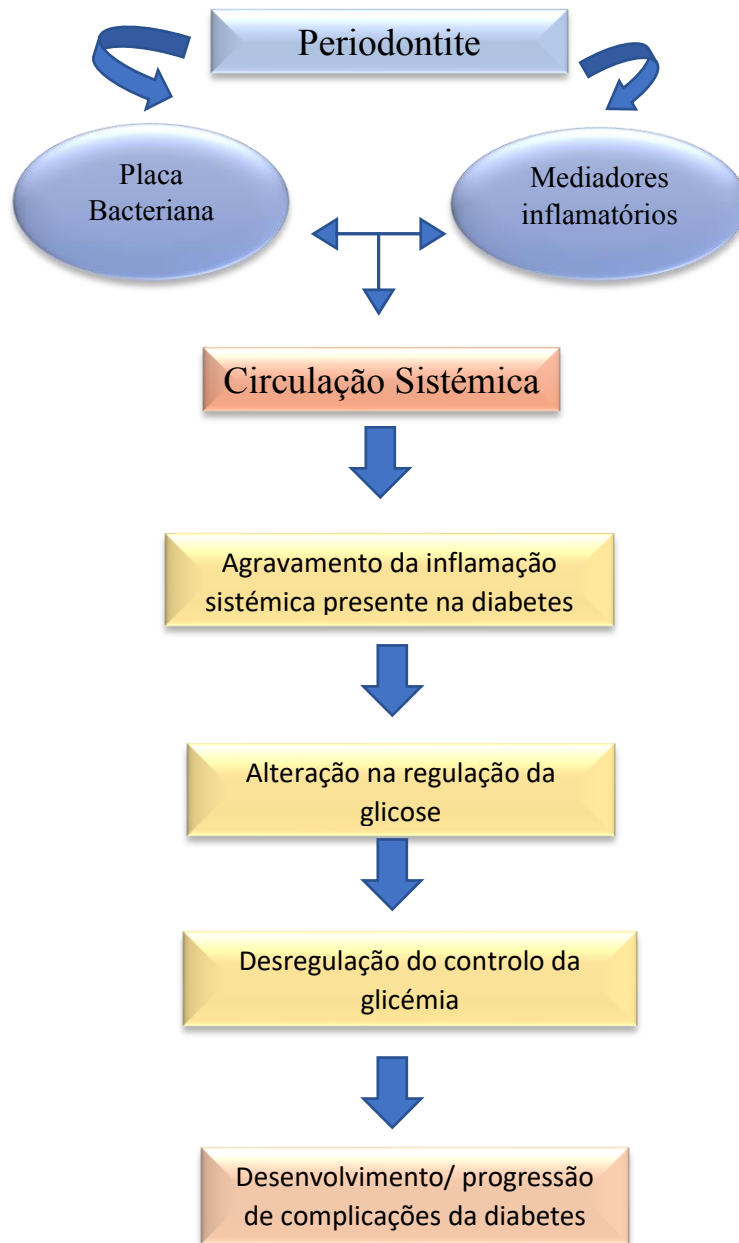 Periodontite
Placa
Bacteriana
Mediadores
inflamatórios
Circulação Sistémica
Agravamento da inflamação
sistémica presente na diabetes
Alteração na regulação da
glicose
Desregulação do controlo da
glicémia
Desenvolvimento/ progressão
de complicações da diabetes